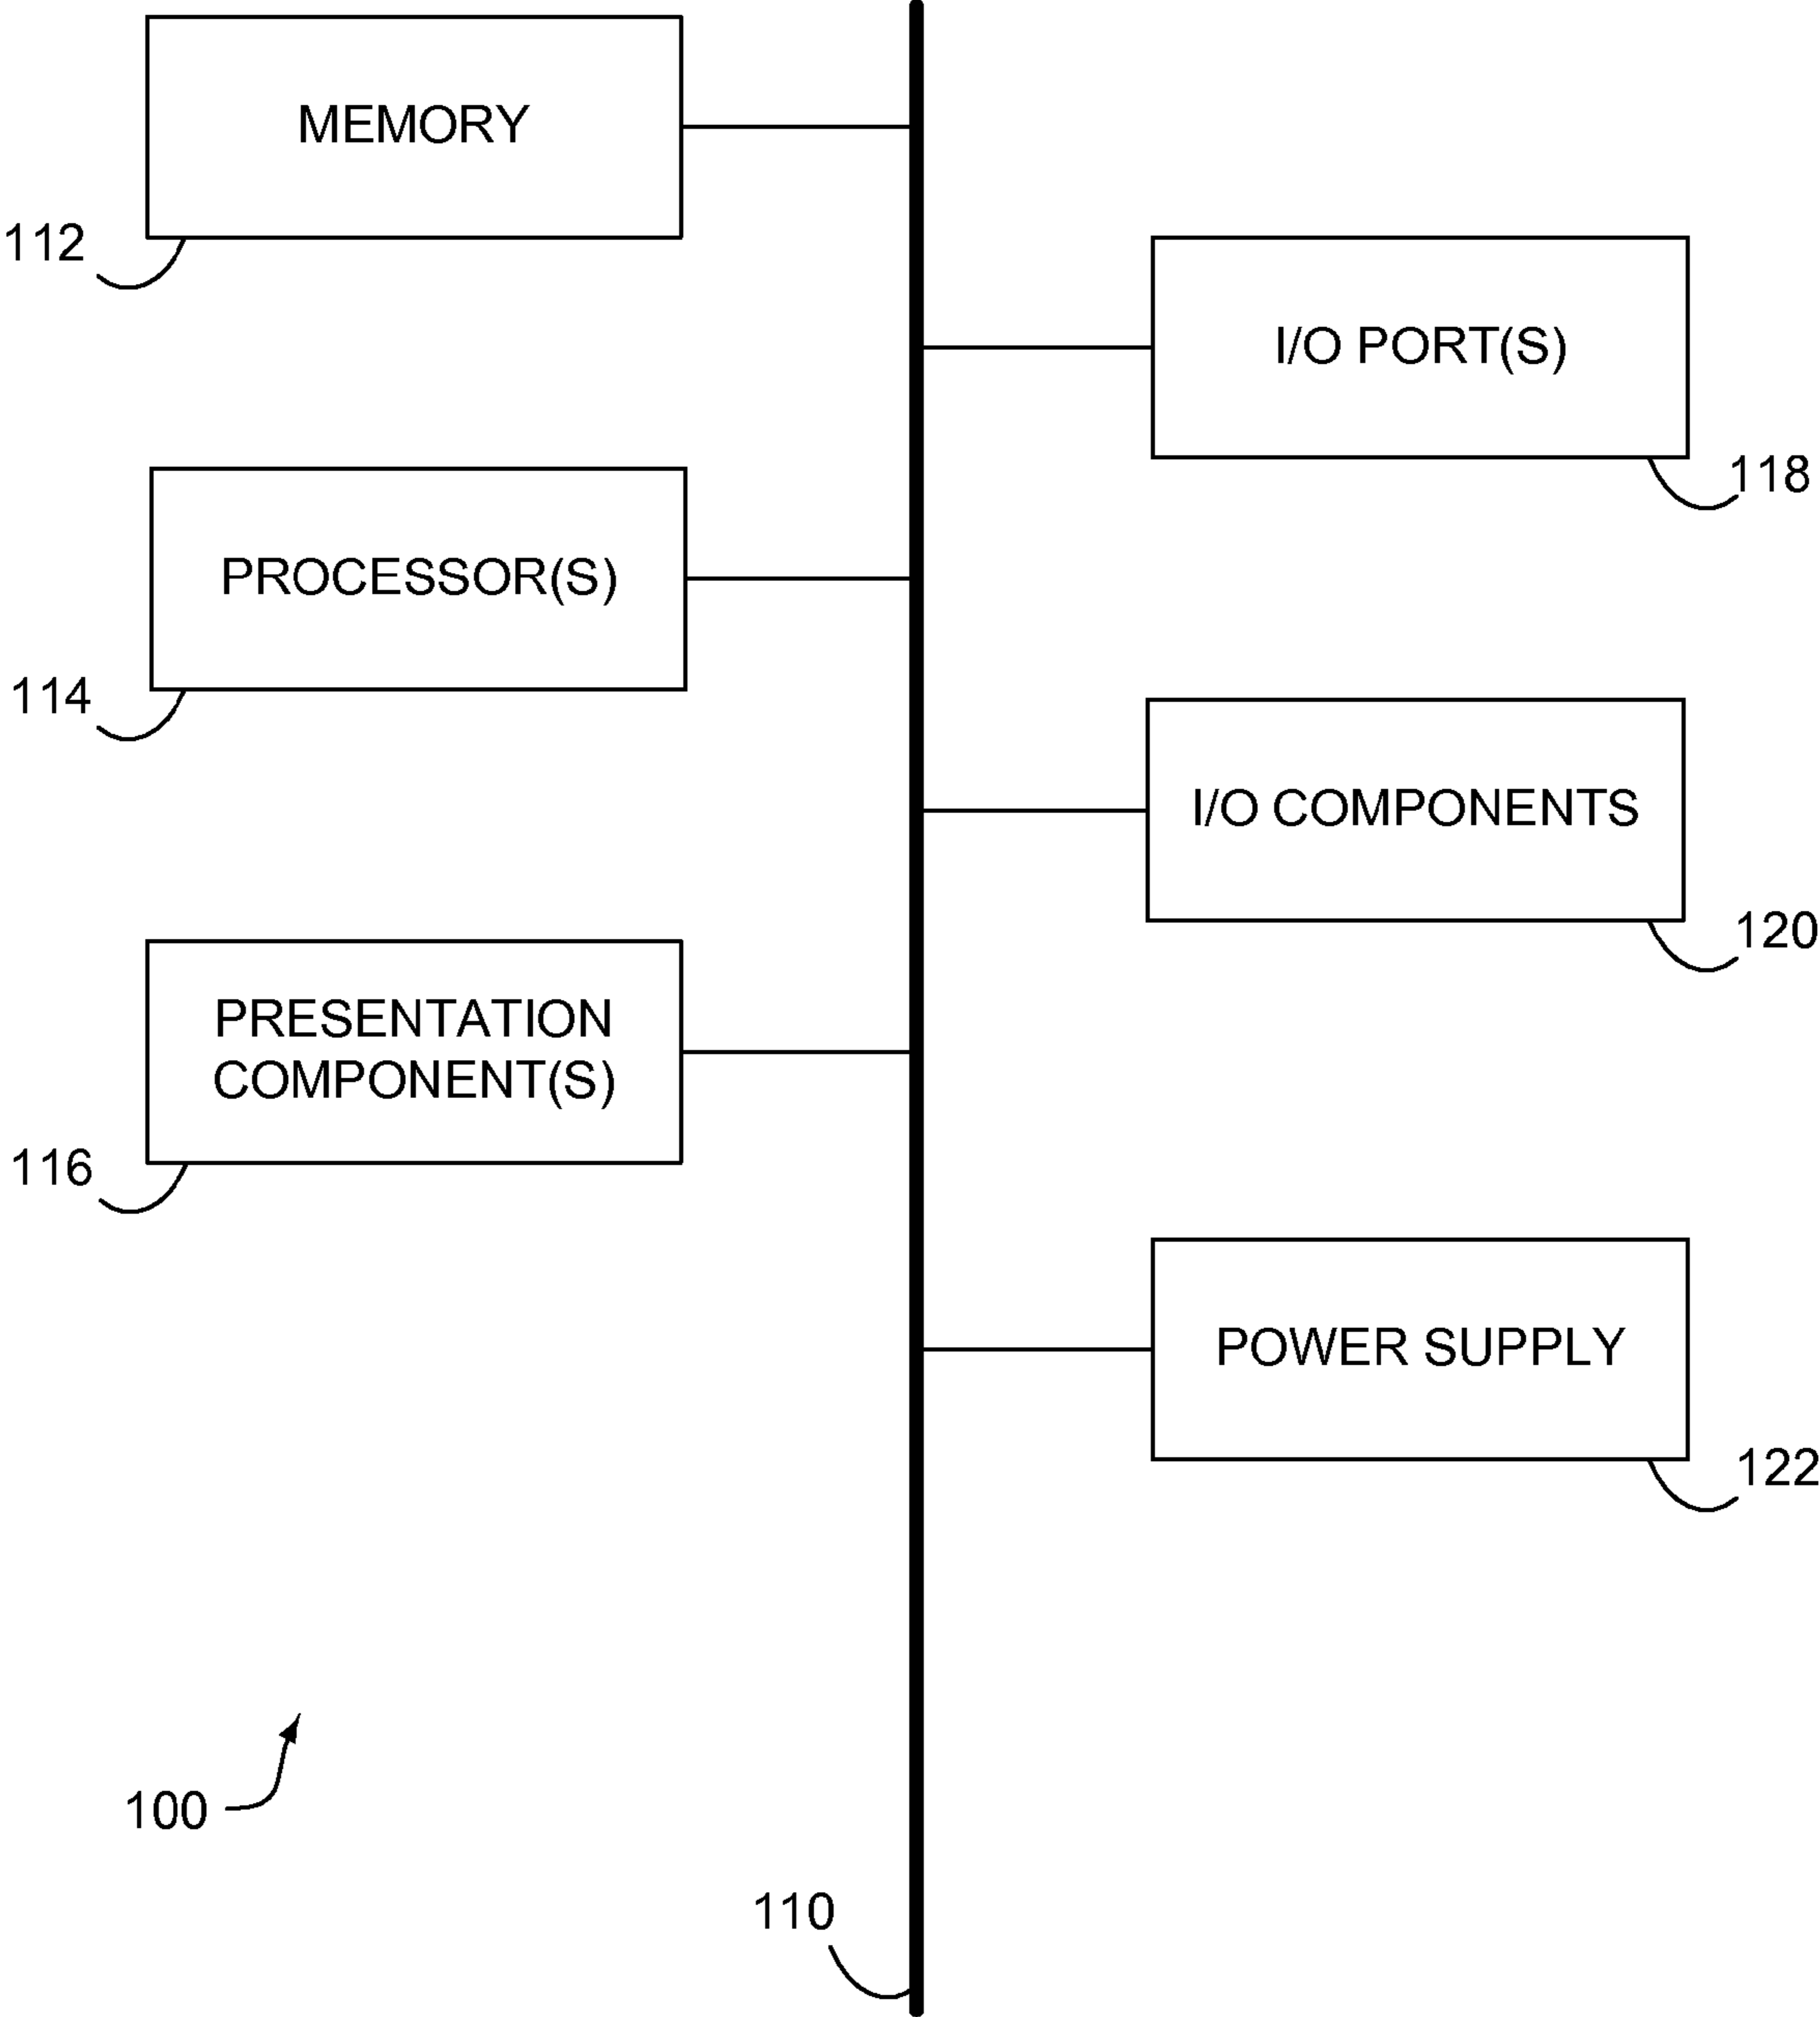 MEMORY
112
I/O PORT(S)
118
PROCESSOR(S)
114
I/O COMPONENTS
120
PRESENTATION
COMPONENT(S)
116
POWER SUPPLY
122
100
110